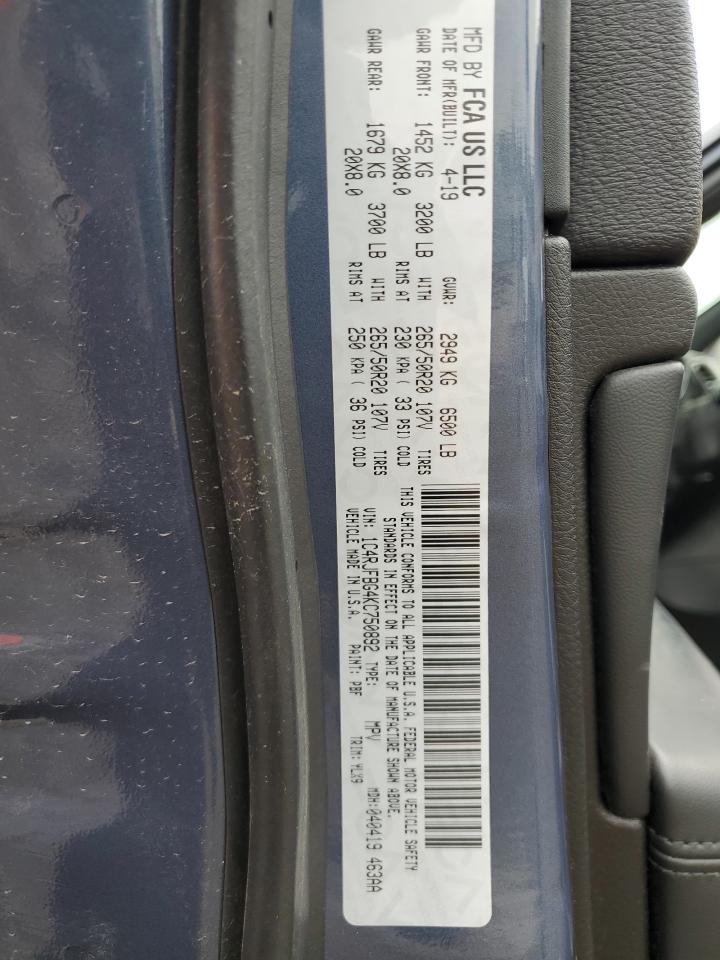 MFD BY FCA US LLC
DATE OF MFR(BUILT): 4-19 GVWR: 2949 KG 6500 LB
GAWR FRONT: 1452 KG 3200 LB WITH 265/50R20 107V TIRES
20X8.0 RIMS AT 230 KPA ( 33 PSI) COLD
GAWR REAR: 1679 KG 3700 LB WITH 265/50R20 107V TIRES
20X8.0 RIMS AT 250 KPA ( 36 PSI) COLD
THIS VEHICLE CONFORMS TO ALL APPLICABLE U.S.A. FEDERAL MOTOR VEHICLE SAFETY
STANDARDS IN EFFECT ON THE DATE OF MANUFACTURE SHOWN ABOVE.
VIN: 1C4RJFBG4KC750892 TYPE: MPV MDH:040419 463AA
VEHICLE MADE IN U.S.A. PAINT: PBF TRIM: YLX9